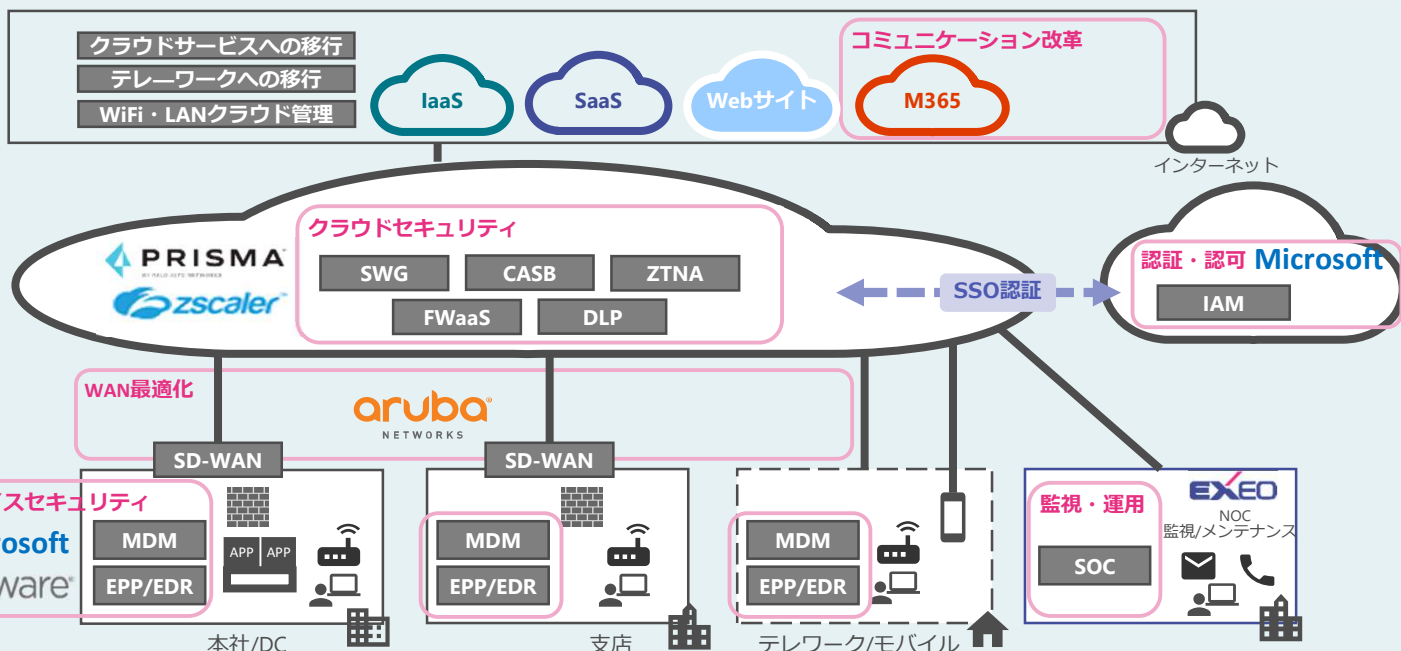 クラウドサービスへの移行
テレーワークへの移行
WiFi・LANクラウド管理
IaaS
SaaS
Webサイト
コミュニケーション改革
M365
インターネット
PRISMA
BY PALO ALTO NETWORKS
zscaler
クラウドセキュリティ
SWG
CASB
ZTNA
FWaaS
DLP
SSO認証
認証・認可 Microsoft
IAM
WAN最適化
aruba
NETWORKS
SD-WAN
SD-WAN
イスセキュリティ
rosoft
ware
MDM
EPP/EDR
APP APP
本社/DC
MDM
EPP/EDR
支店
MDM
EPP/EDR
テレワーク/モバイル
監視・運用
SOC
EXEO
NOC
監視/メンテナンス